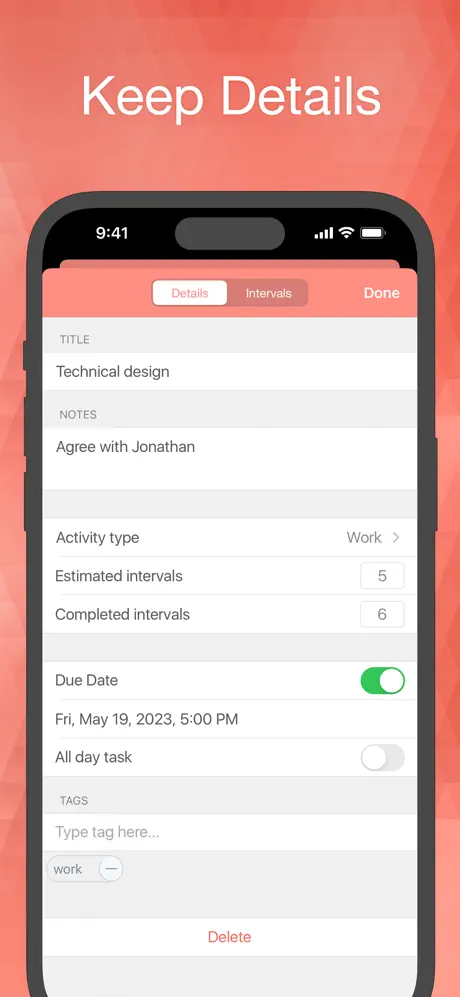 Keep Details
9:41
Details Intervals Done
TITLE
Technical design
NOTES
Agree with Jonathan
Activity type Work
Estimated intervals 5
Completed intervals 6
Due Date
Fri, May 19, 2023, 5:00 PM
All day task
TAGS
Type tag here...
work
Delete